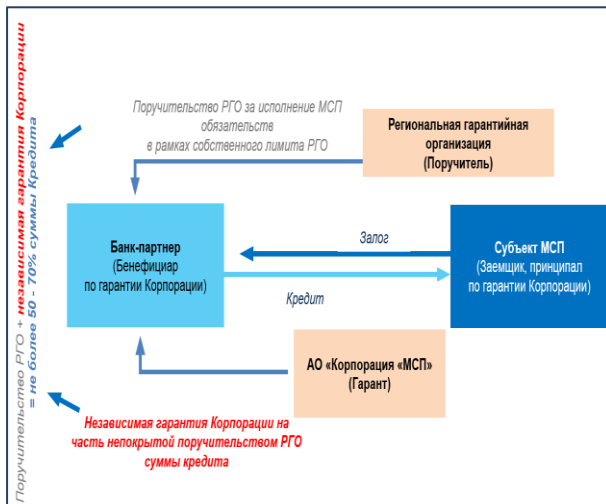 Поручительство РГО + независимая гарантия Корпорации
= не более 50 - 70% суммы Кредита
Поручительство РГО за исполнение МСП
обязательств
в рамках собственного лимита РГО
Региональная гарантийная
организация
(Поручитель)
Банк-партнер
(Бенефициар
по гарантии Корпорации)
Залог
Кредит
Субъект МСП
(Заемщик, принципал
по гарантии Корпорации)
АО «Корпорация «МСП»
(Гарант)
Независимая гарантия Корпорации на
часть непокрытой поручительством РГО
суммы кредита